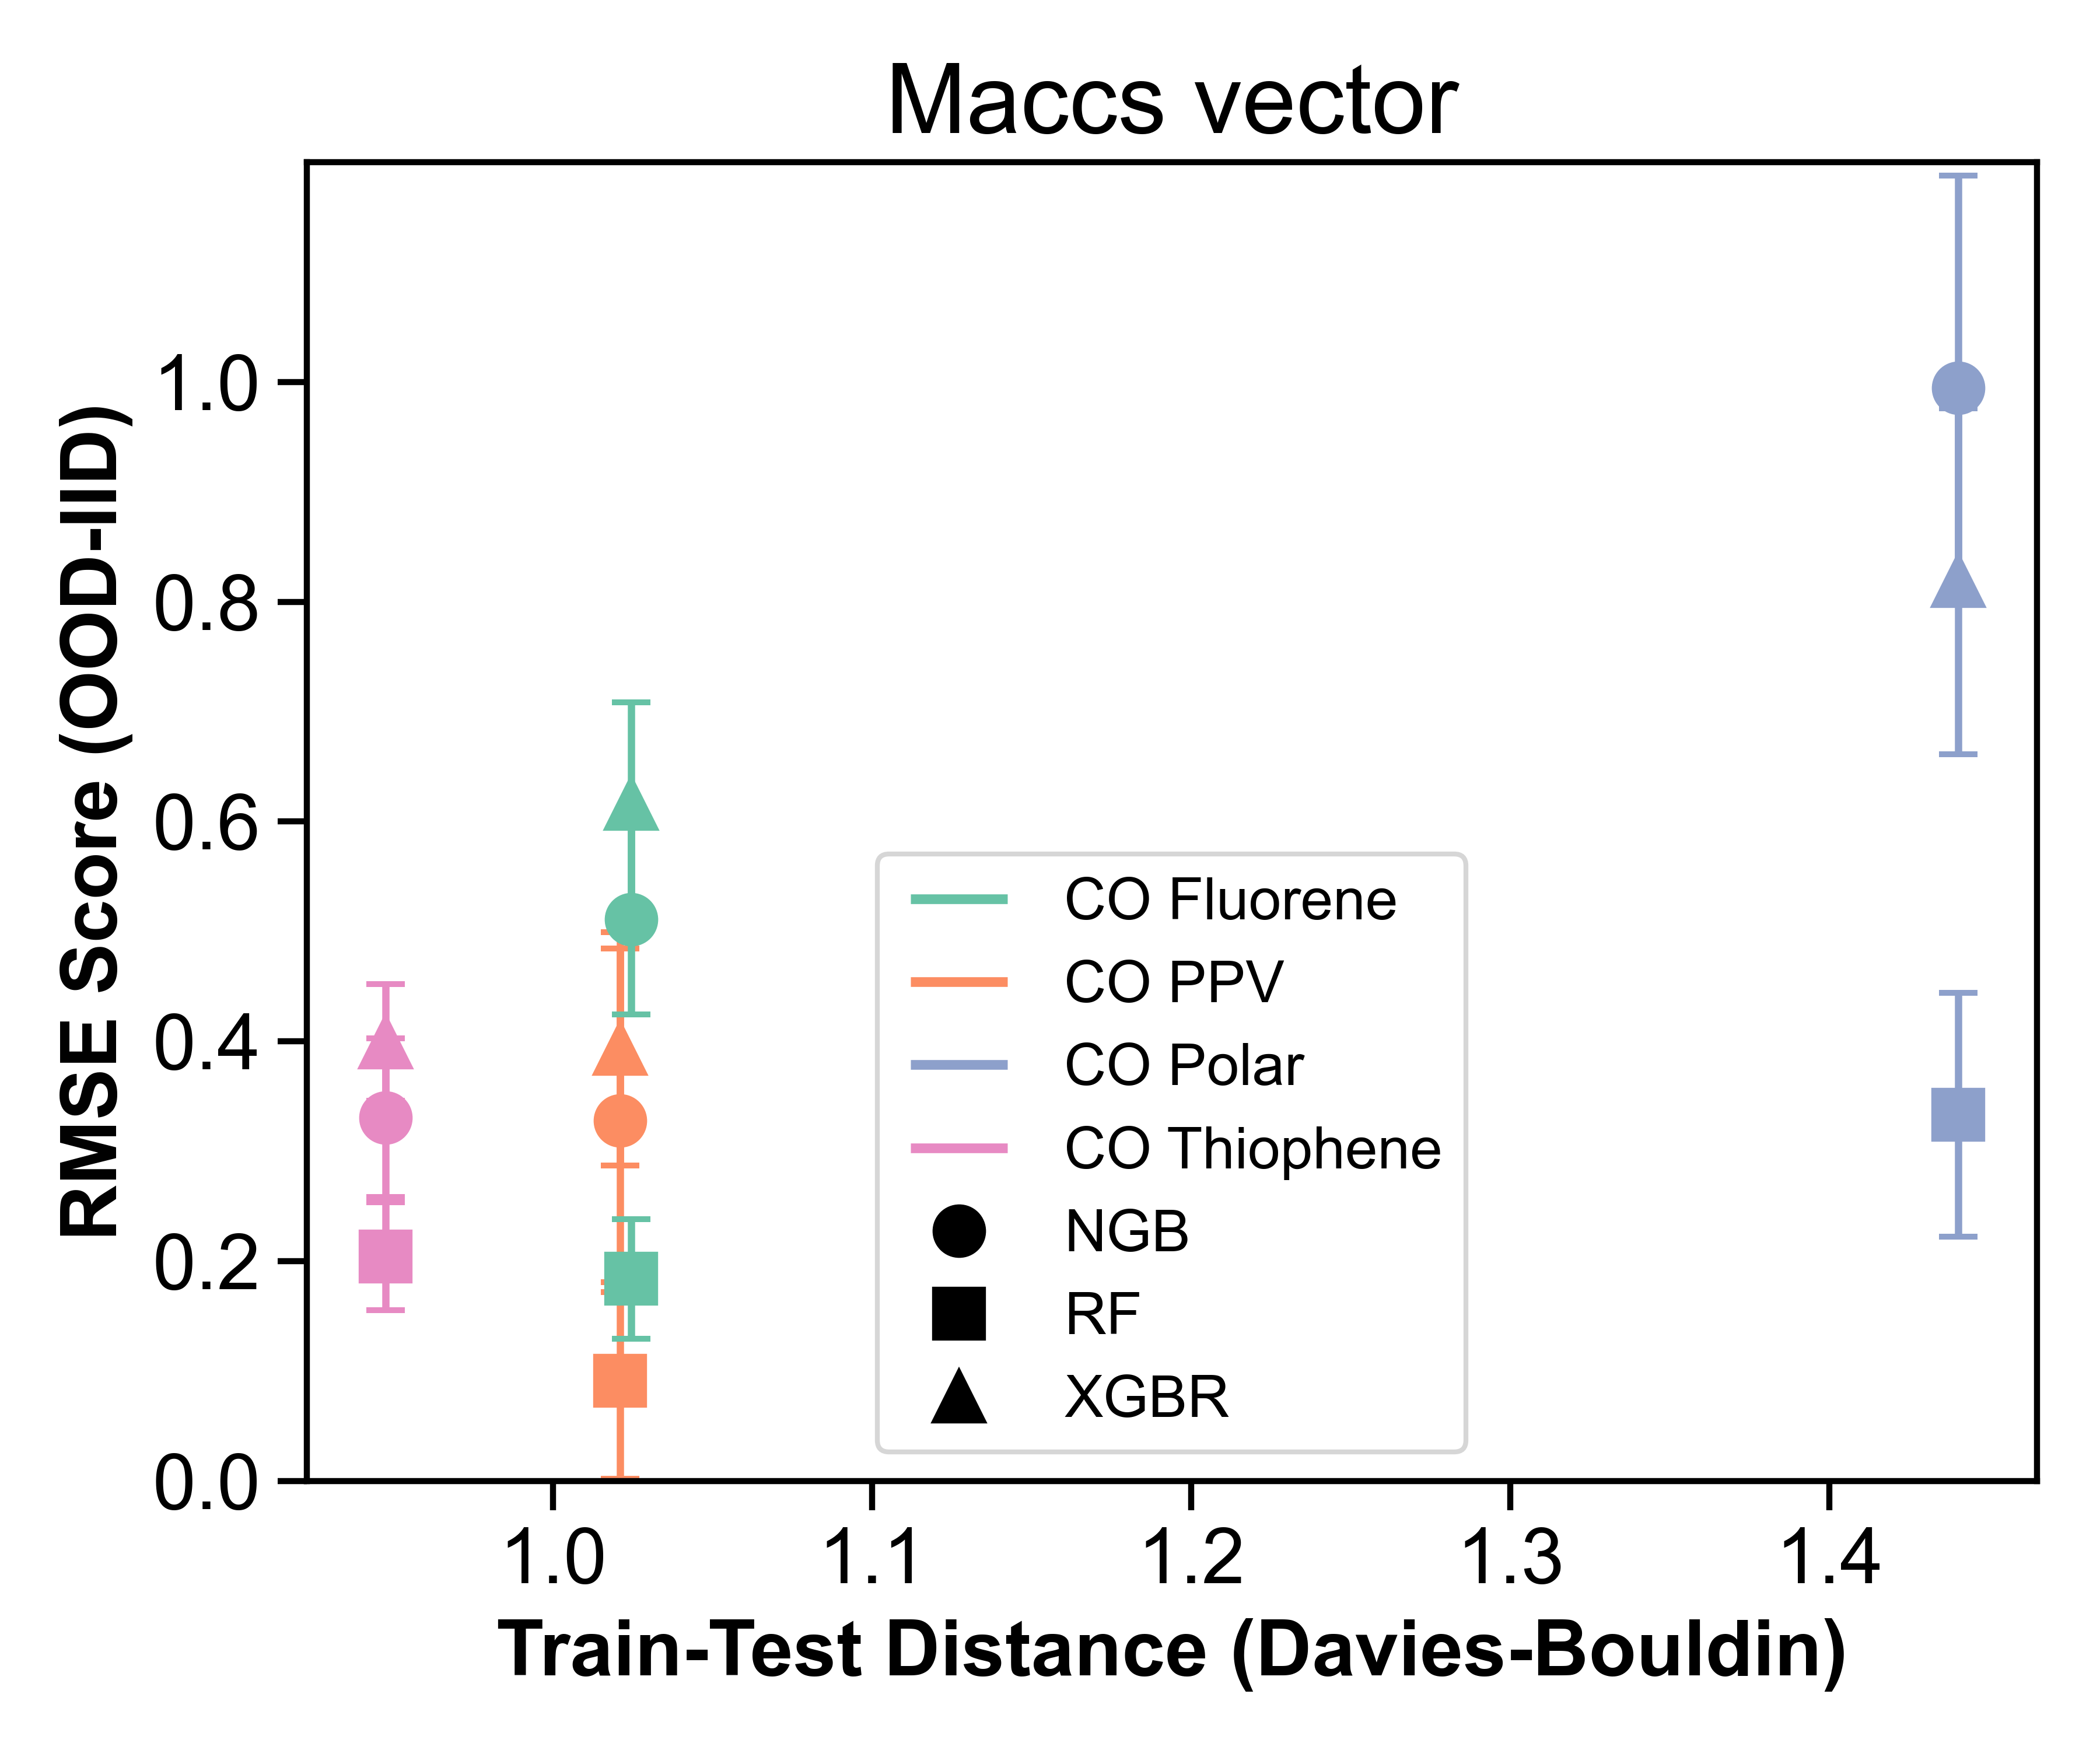 Maccs vector
RMSE Score (OOD-IID)
1.0
0.8
0.6
0.4
0.2
0.0
CO Fluorene
CO PPV
CO Polar
CO Thiophene
NGB
RF
XGBR
1.0 1.1 1.2 1.3 1.4
Train-Test Distance (Davies-Bouldin)